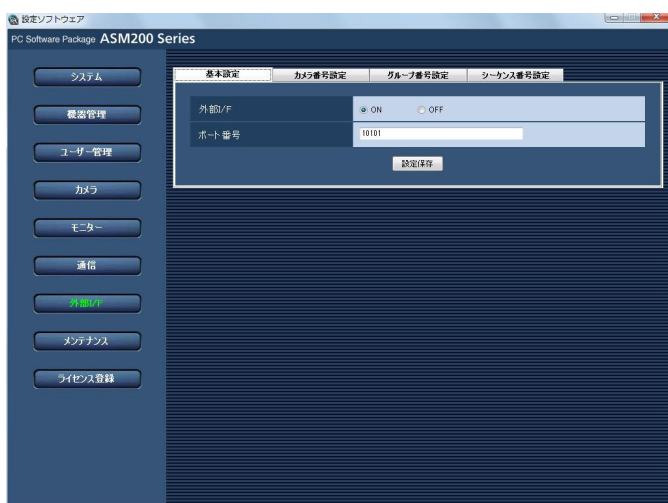 設定ソフトウェア
PC Software Package ASM200 Series
システム
機器管理
ユーザー管理
カメラ
モニター
通信
外部I/F
メンテナンス
ライセンス登録
基本設定 カメラ番号設定 グループ番号設定 シーケンス番号設定
外部I/F ON OFF
ポート番号 10101
設定保存